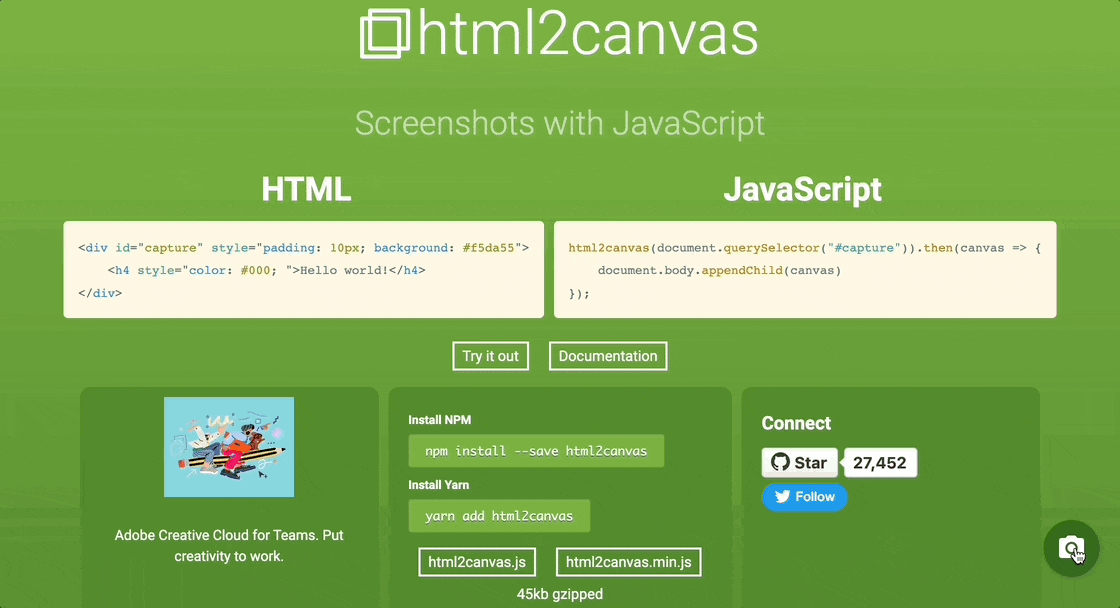 html2canvas
Screenshots with JavaScript
HTML
<div id="capture" style="padding: 10px; background: #f5da55">
    <h4 style="color: #000; ">Hello world!</h4>
</div>
JavaScript
html2canvas(document.querySelector("#capture")).then(canvas => {
    document.body.appendChild(canvas)
});
Try it out
Documentation
Adobe Creative Cloud for Teams. Put
creativity to work.
Install NPM
npm install --save html2canvas
Install Yarn
yarn add html2canvas
html2canvas.js
html2canvas.min.js
45kb gzipped
Connect
Star
27,452
Follow